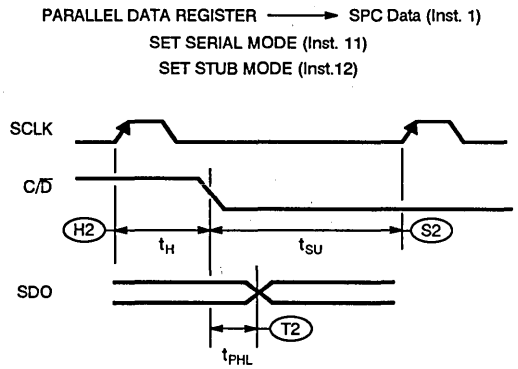 PARALLEL DATA REGISTER → SPC Data (Inst. 1)
SET SERIAL MODE (Inst. 11)
SET STUB MODE (Inst.12)
SCLK
C/D̅
H2
tH
tSU
S2
SDO
T2
tPHL